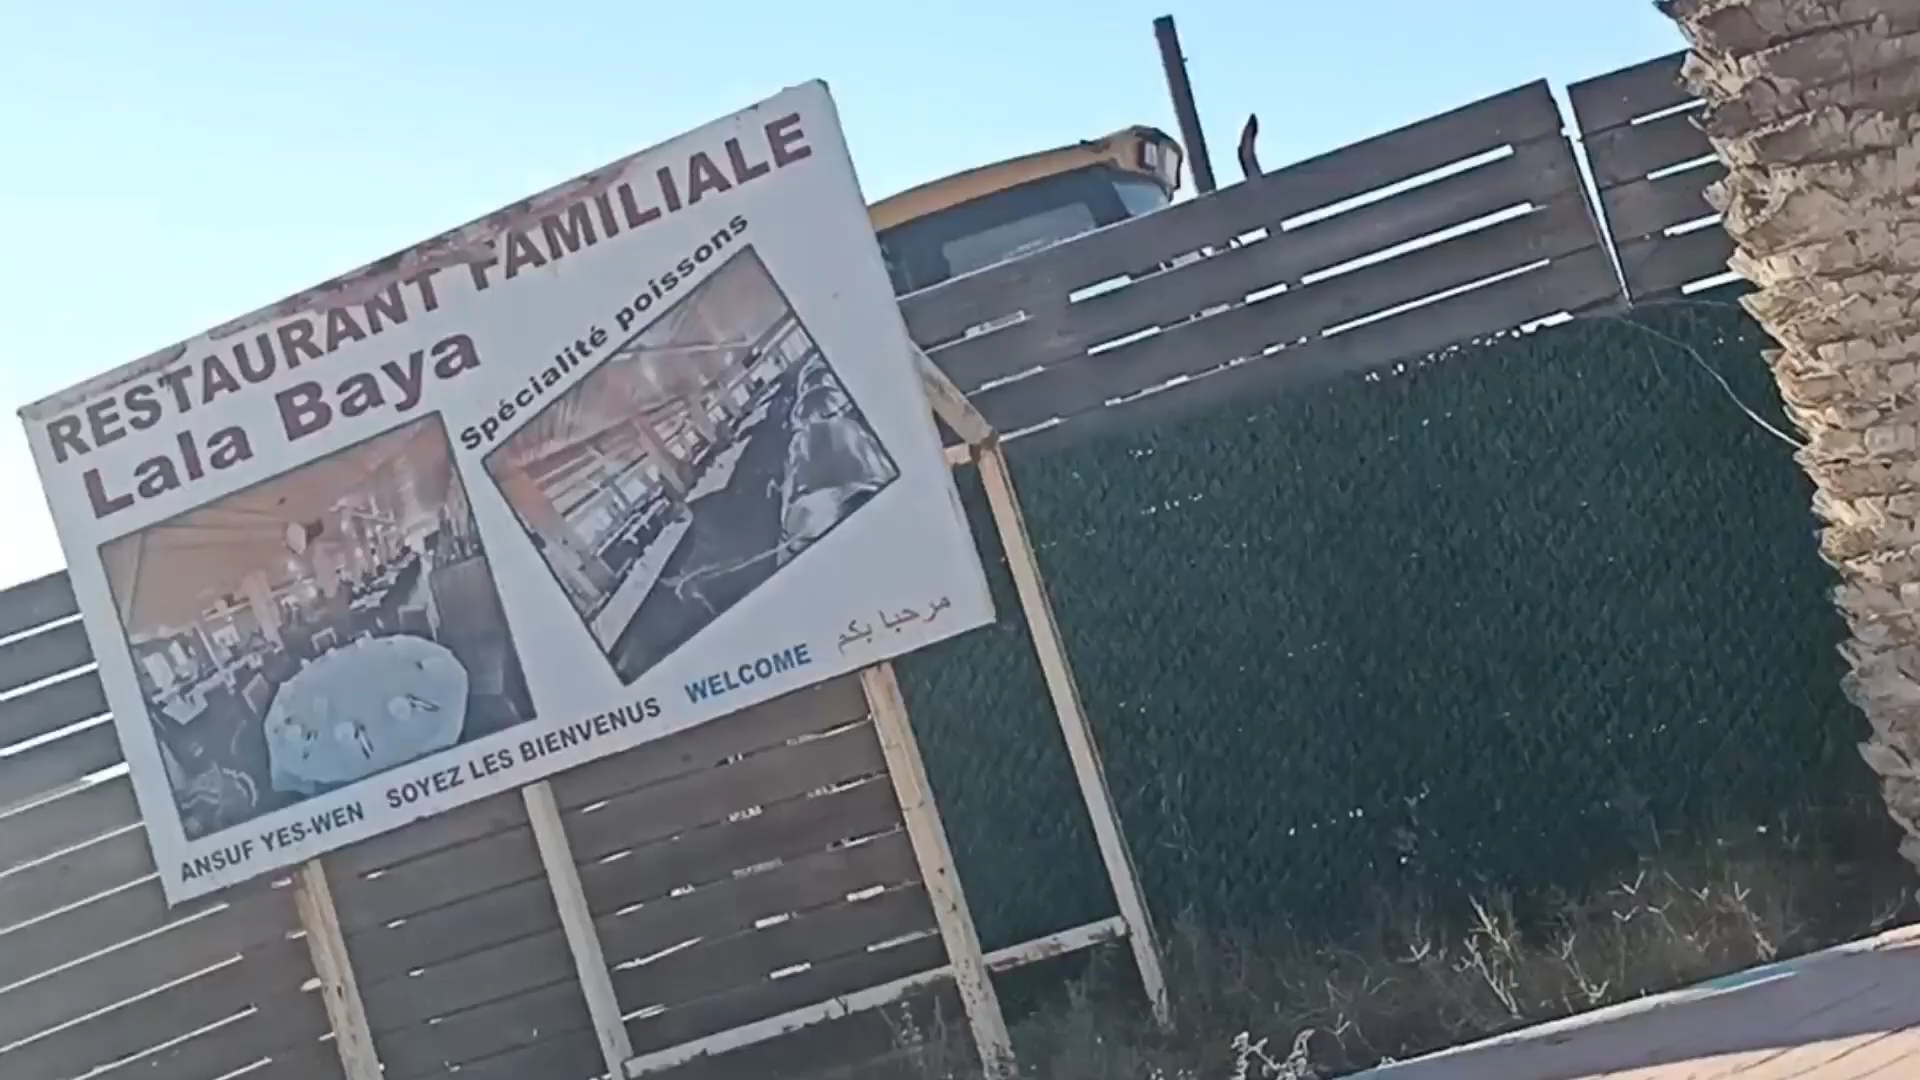 RESTAURANT FAMILIALE
Lala Baya
Spécialité poissons
ANSUF YES-WEN SOYEZ LES BIENVENUS WELCOME مرحبا بكم